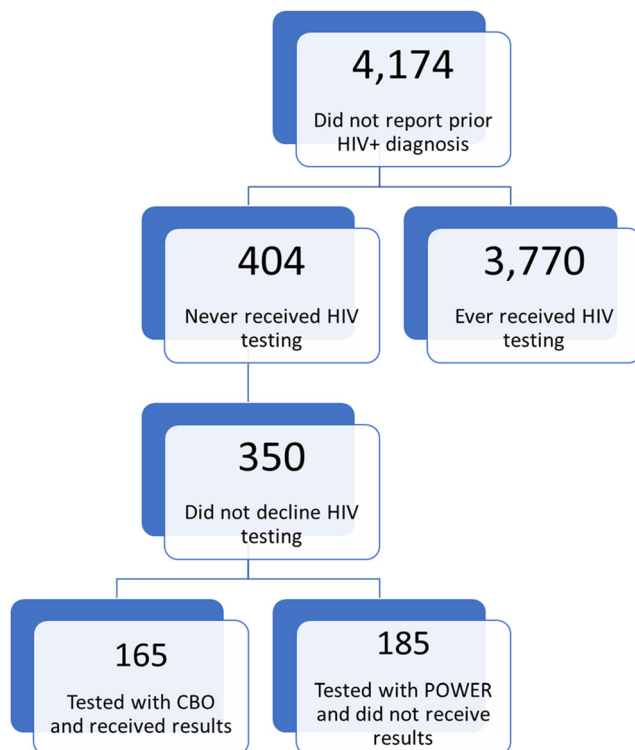 4,174
Did not report prior
HIV+ diagnosis
404
Never received HIV
testing
3,770
Ever received HIV
testing
350
Did not decline HIV
testing
165
Tested with CBO
and received results
185
Tested with POWER
and did not receive
results